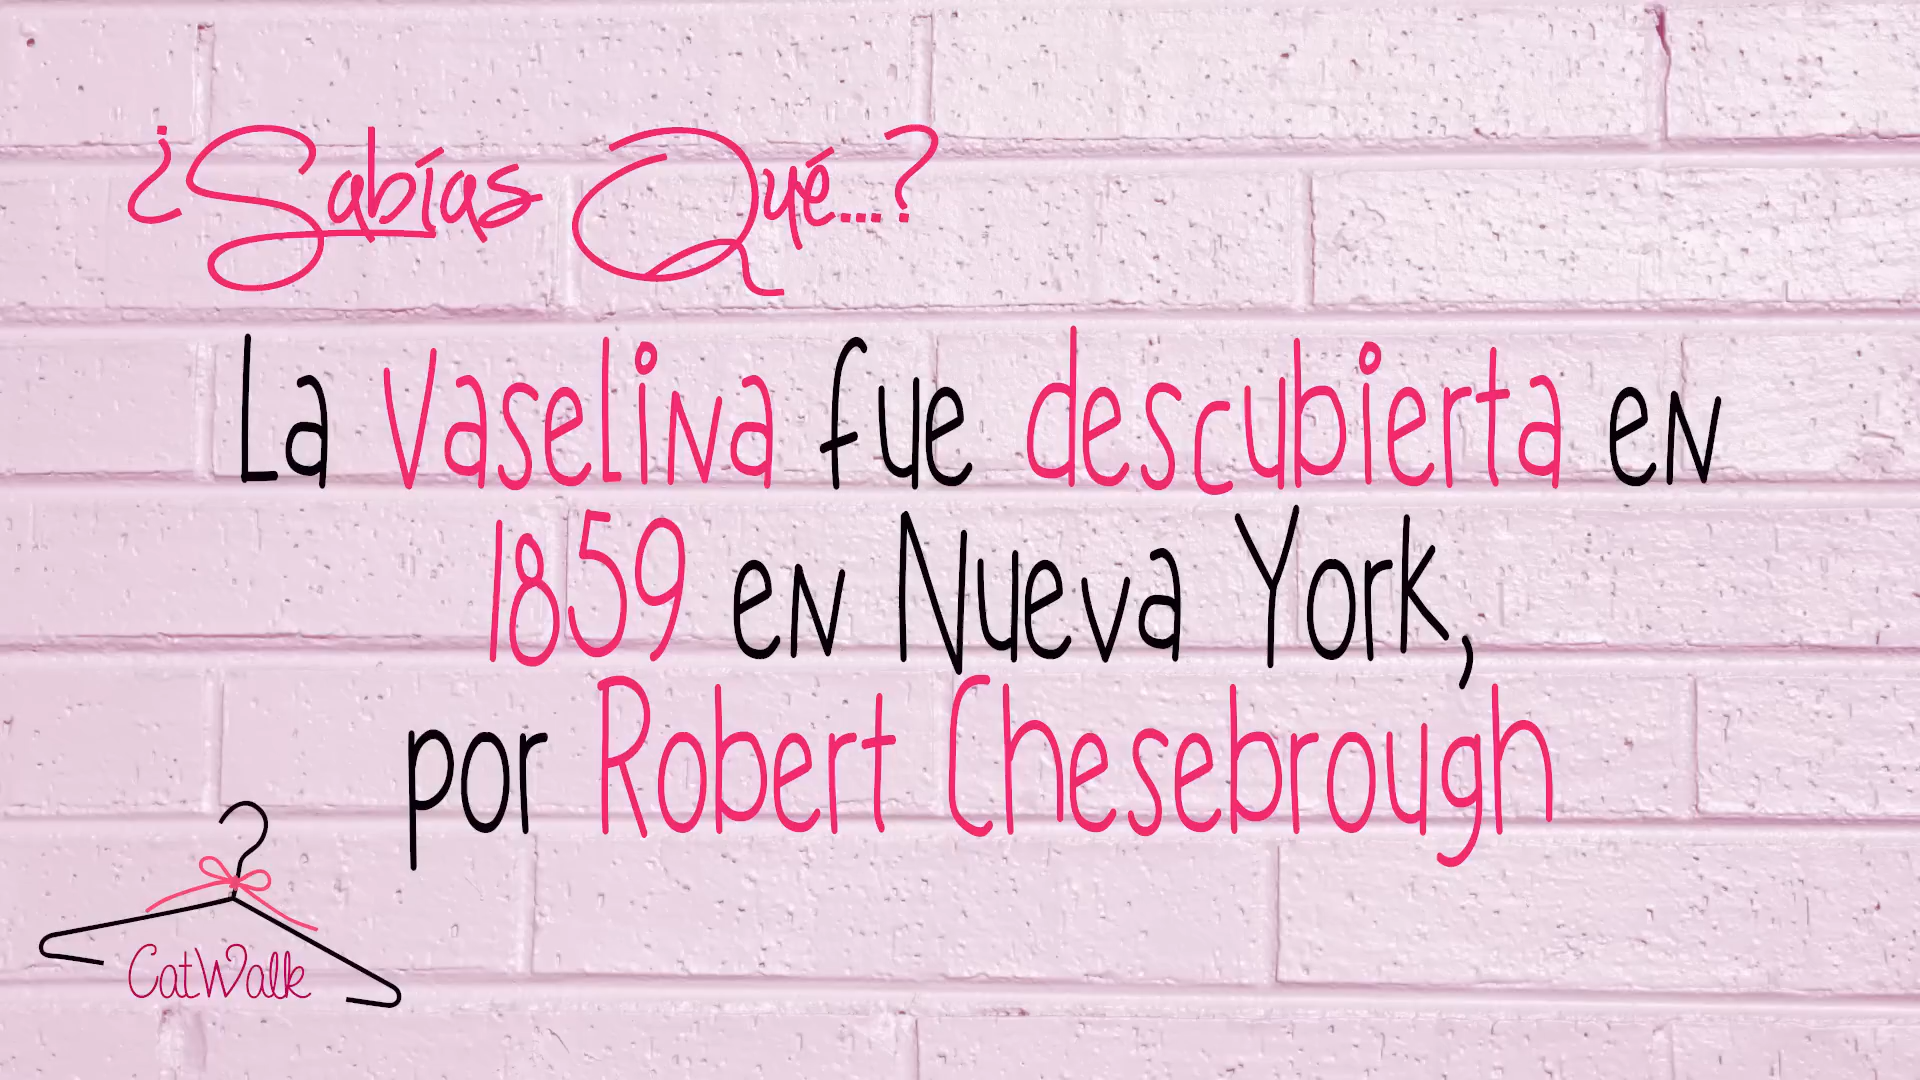 ¿Sabías Qué...?
La Vaselina fue descubierta en
1859 en Nueva York,
por Robert Chesebrough
CatWalk